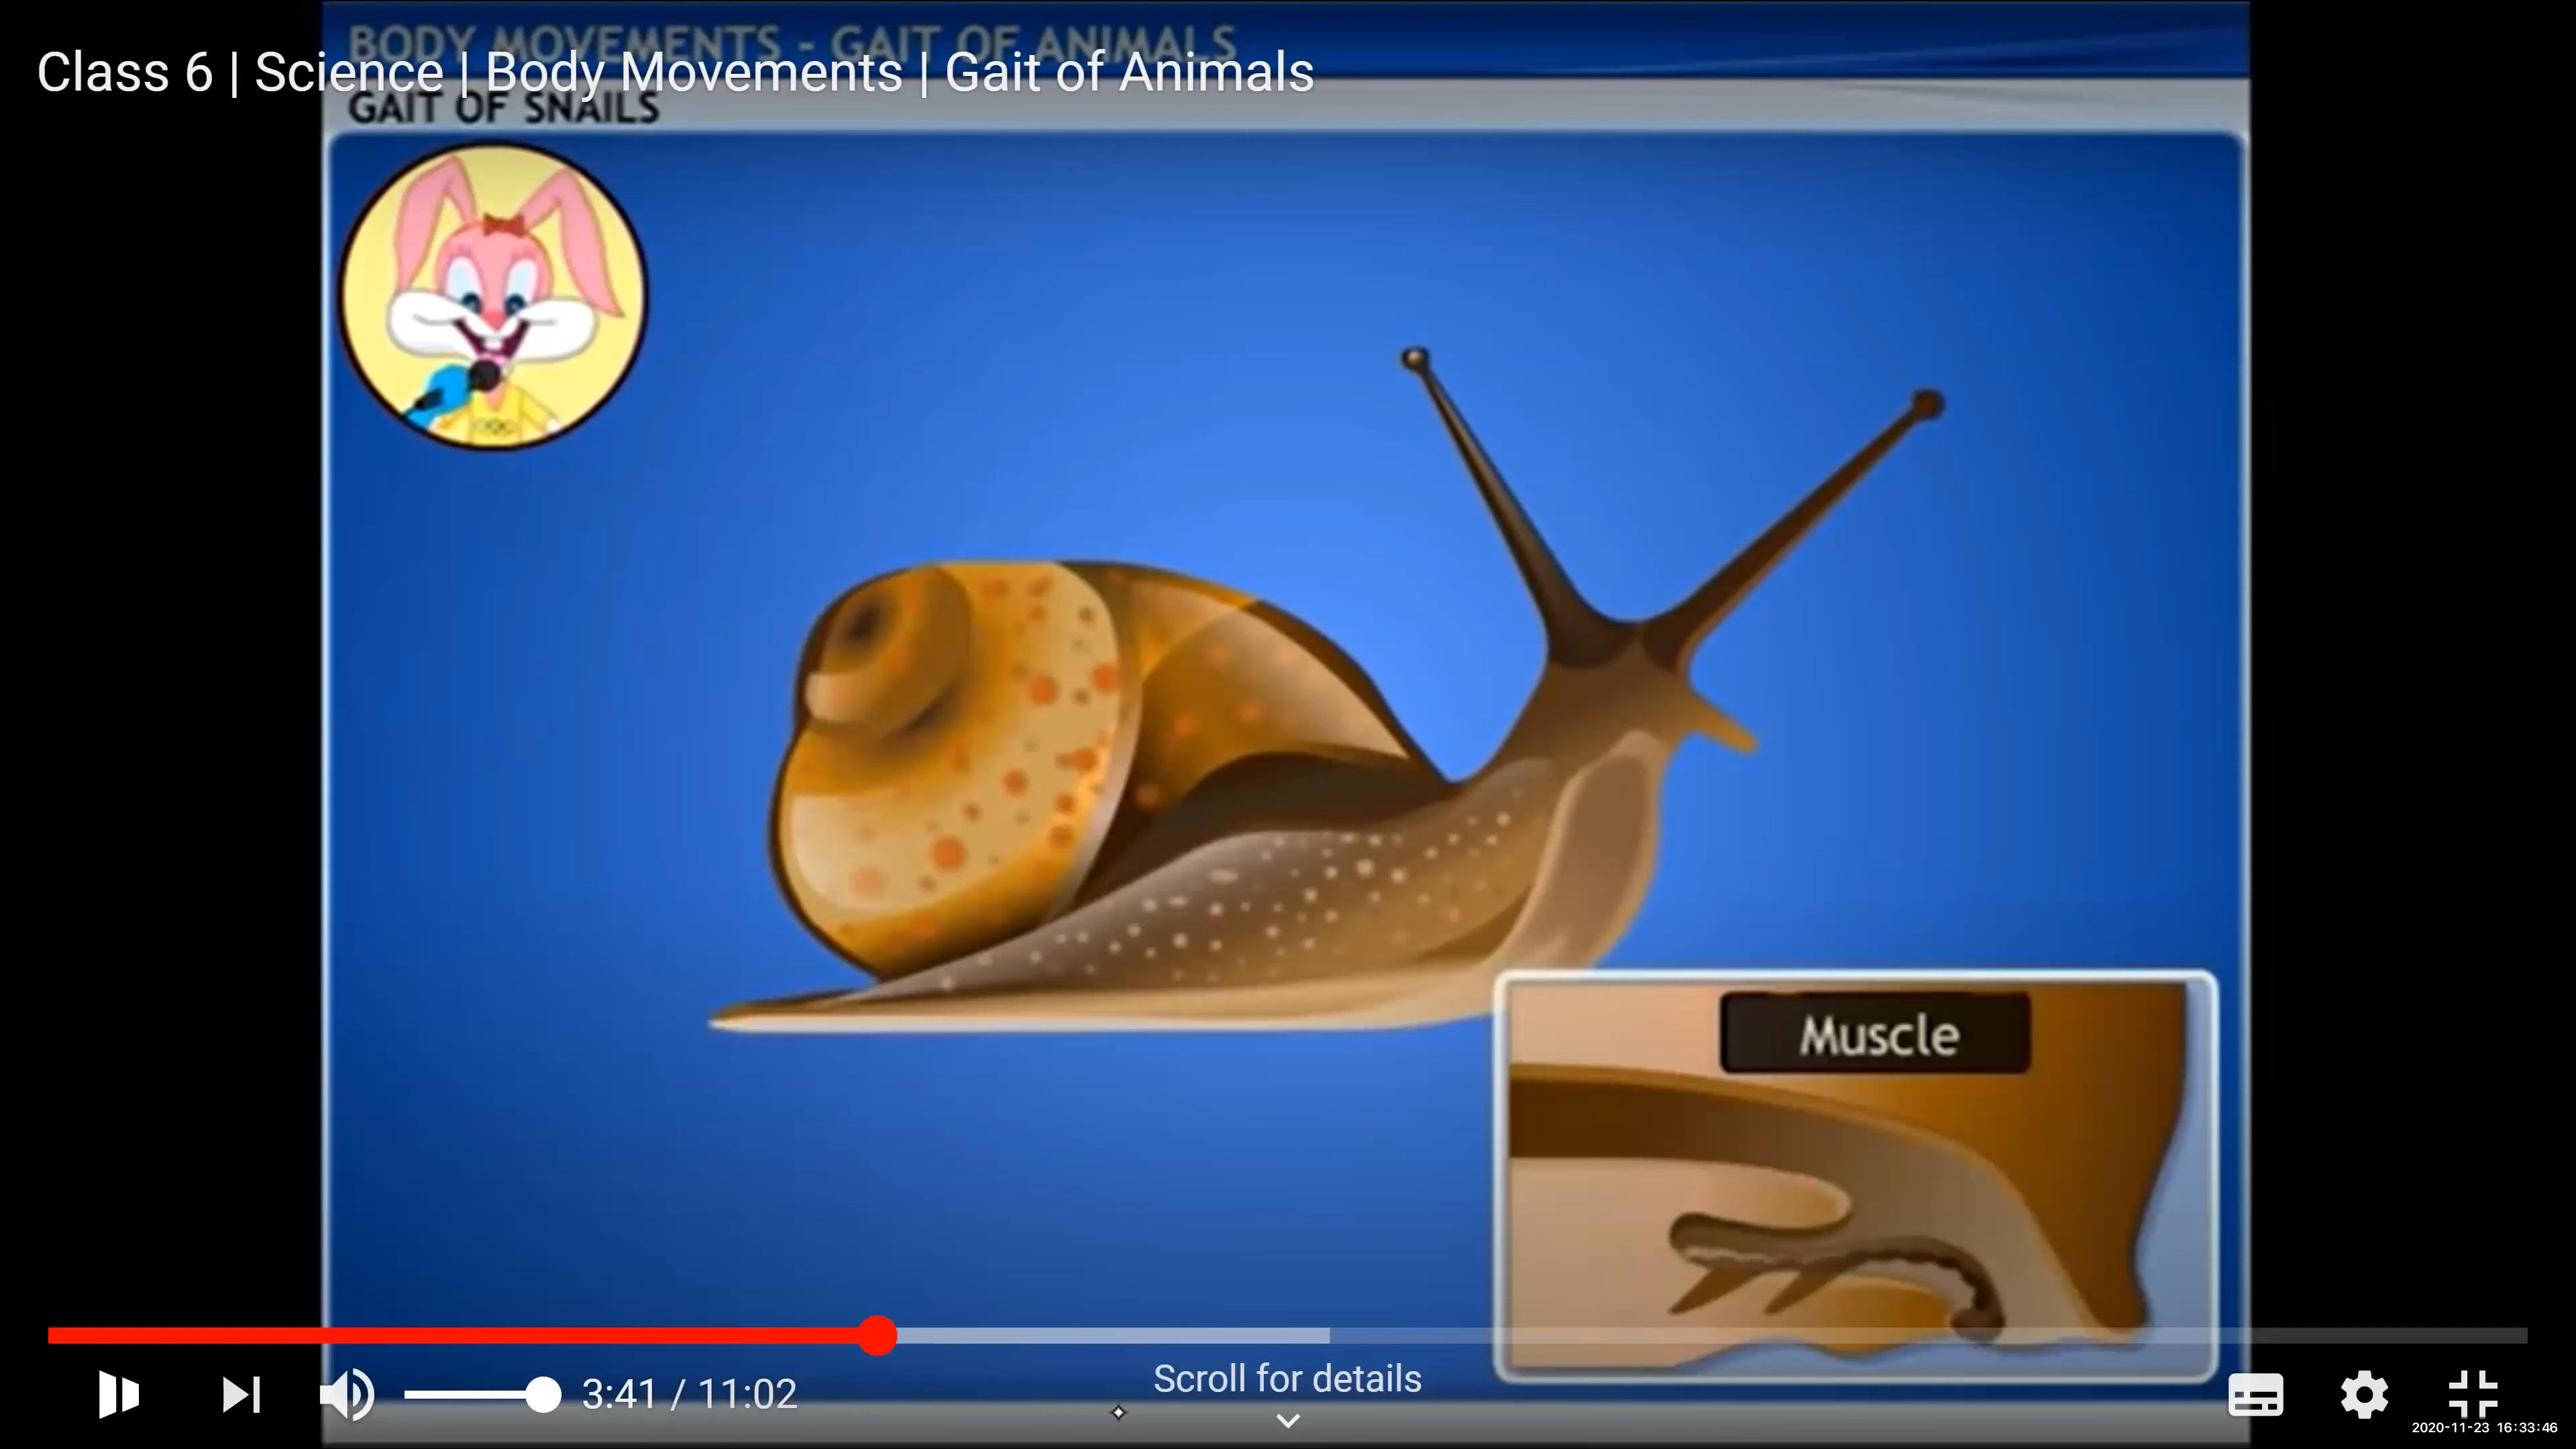 BODY MOVEMENTS - GAIT OF ANIMALS
Class 6 | Science | Body Movements | Gait of Animals
GAIT OF SNAILS
Muscle
3:41 / 11:02
Scroll for details
2020-11-23 16:33:46